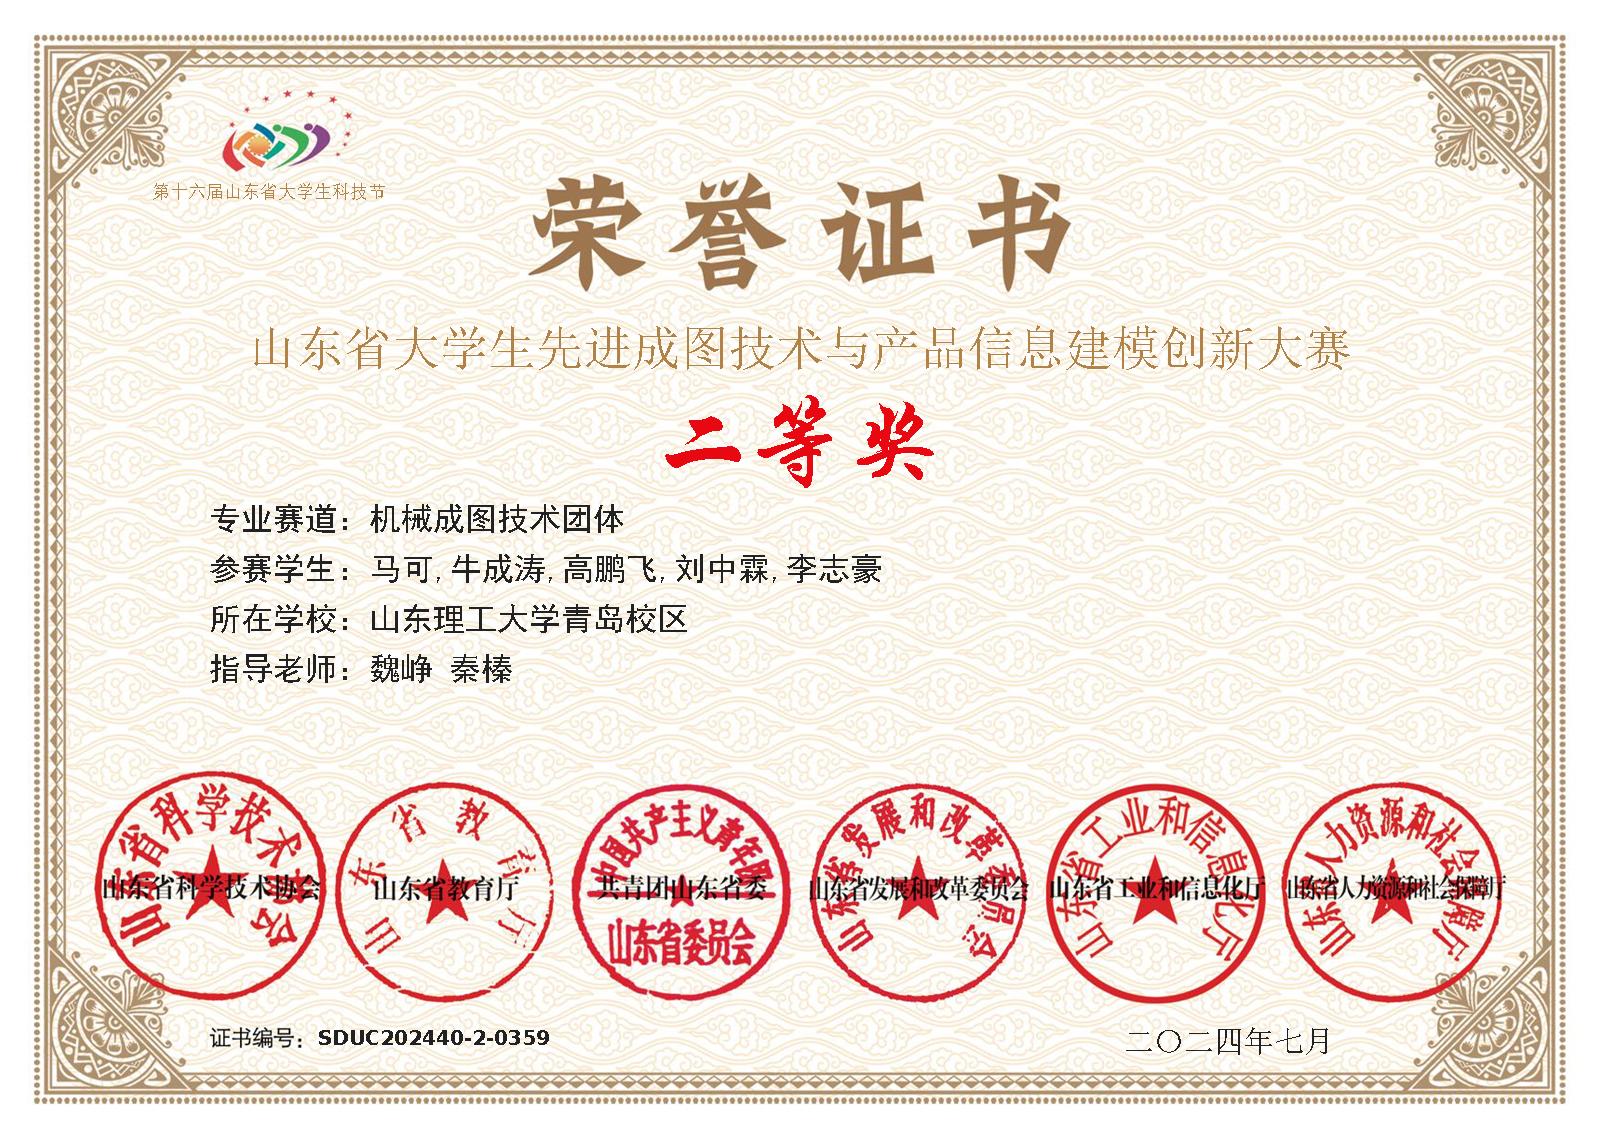 第十六届山东省大学生科技节
荣誉证书
山东省大学生先进成图技术与产品信息建模创新大赛
二等奖
专业赛道：机械成图技术团体
参赛学生：马可,牛成涛,高鹏飞,刘中霖,李志豪
所在学校：山东理工大学青岛校区
指导老师：魏峥 秦榛
山东省科学技术协会
山东省科学技术协会
山东省教育厅
山东省教育厅
中国共产主义青年团
共青团山东省委
山东省委员会
山东省发展和改革委员会
山东省发展和改革委员会
山东省工业和信息化厅
山东省工业和信息化厅
山东省人力资源和社会保障厅
山东省人力资源和社会保障厅
证书编号：SDUC202440-2-0359
二〇二四年七月